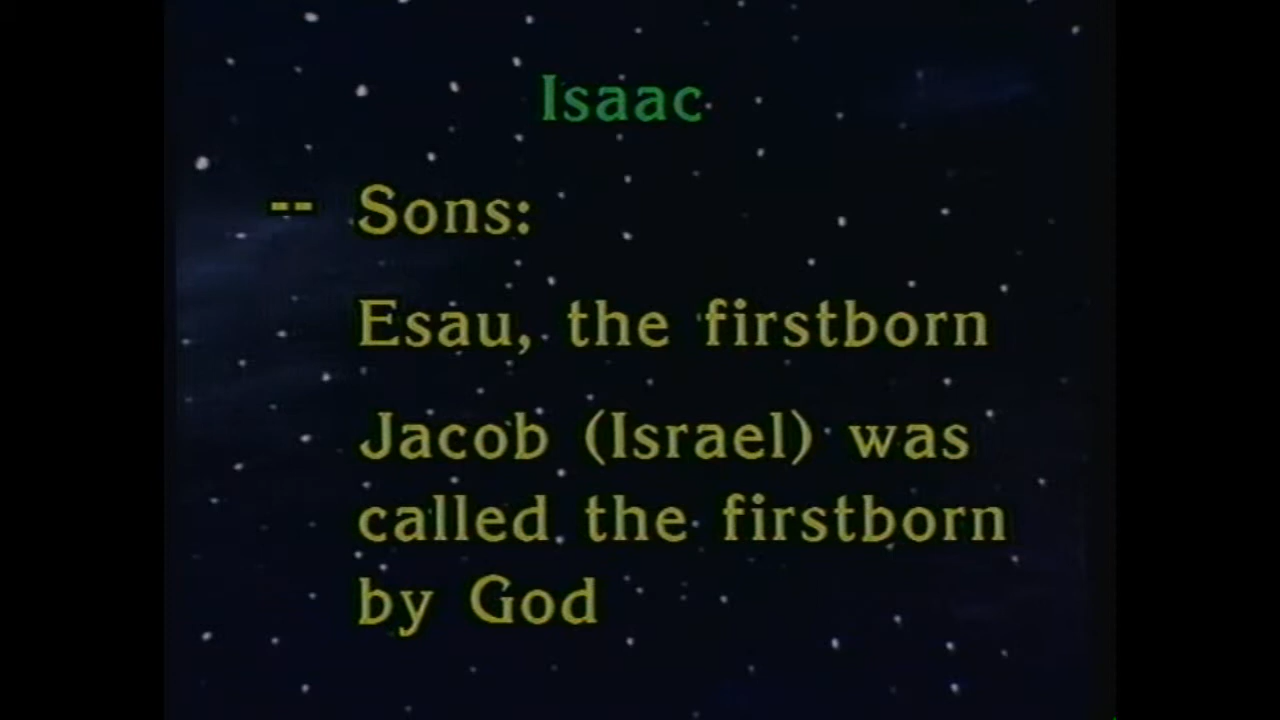 Isaac
-- Sons:
Esau, the firstborn
Jacob (Israel) was
called the firstborn
by God